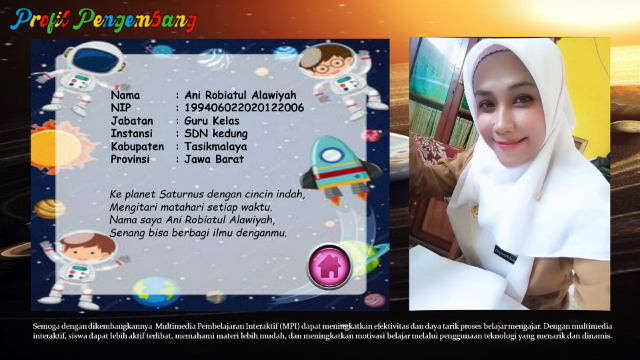 Profil Pengembang
Nama : Ani Robiatul Alawiyah
NIP : 199406022020122006
Jabatan : Guru Kelas
Instansi : SDN kedung
Kabupaten : Tasikmalaya
Provinsi : Jawa Barat
Ke planet Saturnus dengan cincin indah,
Mengitari matahari setiap waktu.
Nama saya Ani Robiatul Alawiyah,
Senang bisa berbagi ilmu denganmu.
Semoga dengan dikembangkannya Multimedia Pembelajaran Interaktif (MPI) dapat meningkatkan efektivitas dan daya tarik proses belajar mengajar. Dengan multimedia
interaktif, siswa dapat lebih aktif terlibat, memahami materi lebih mudah, dan meningkatkan motivasi belajar melalui penggunaan teknologi yang menarik dan dinamis.